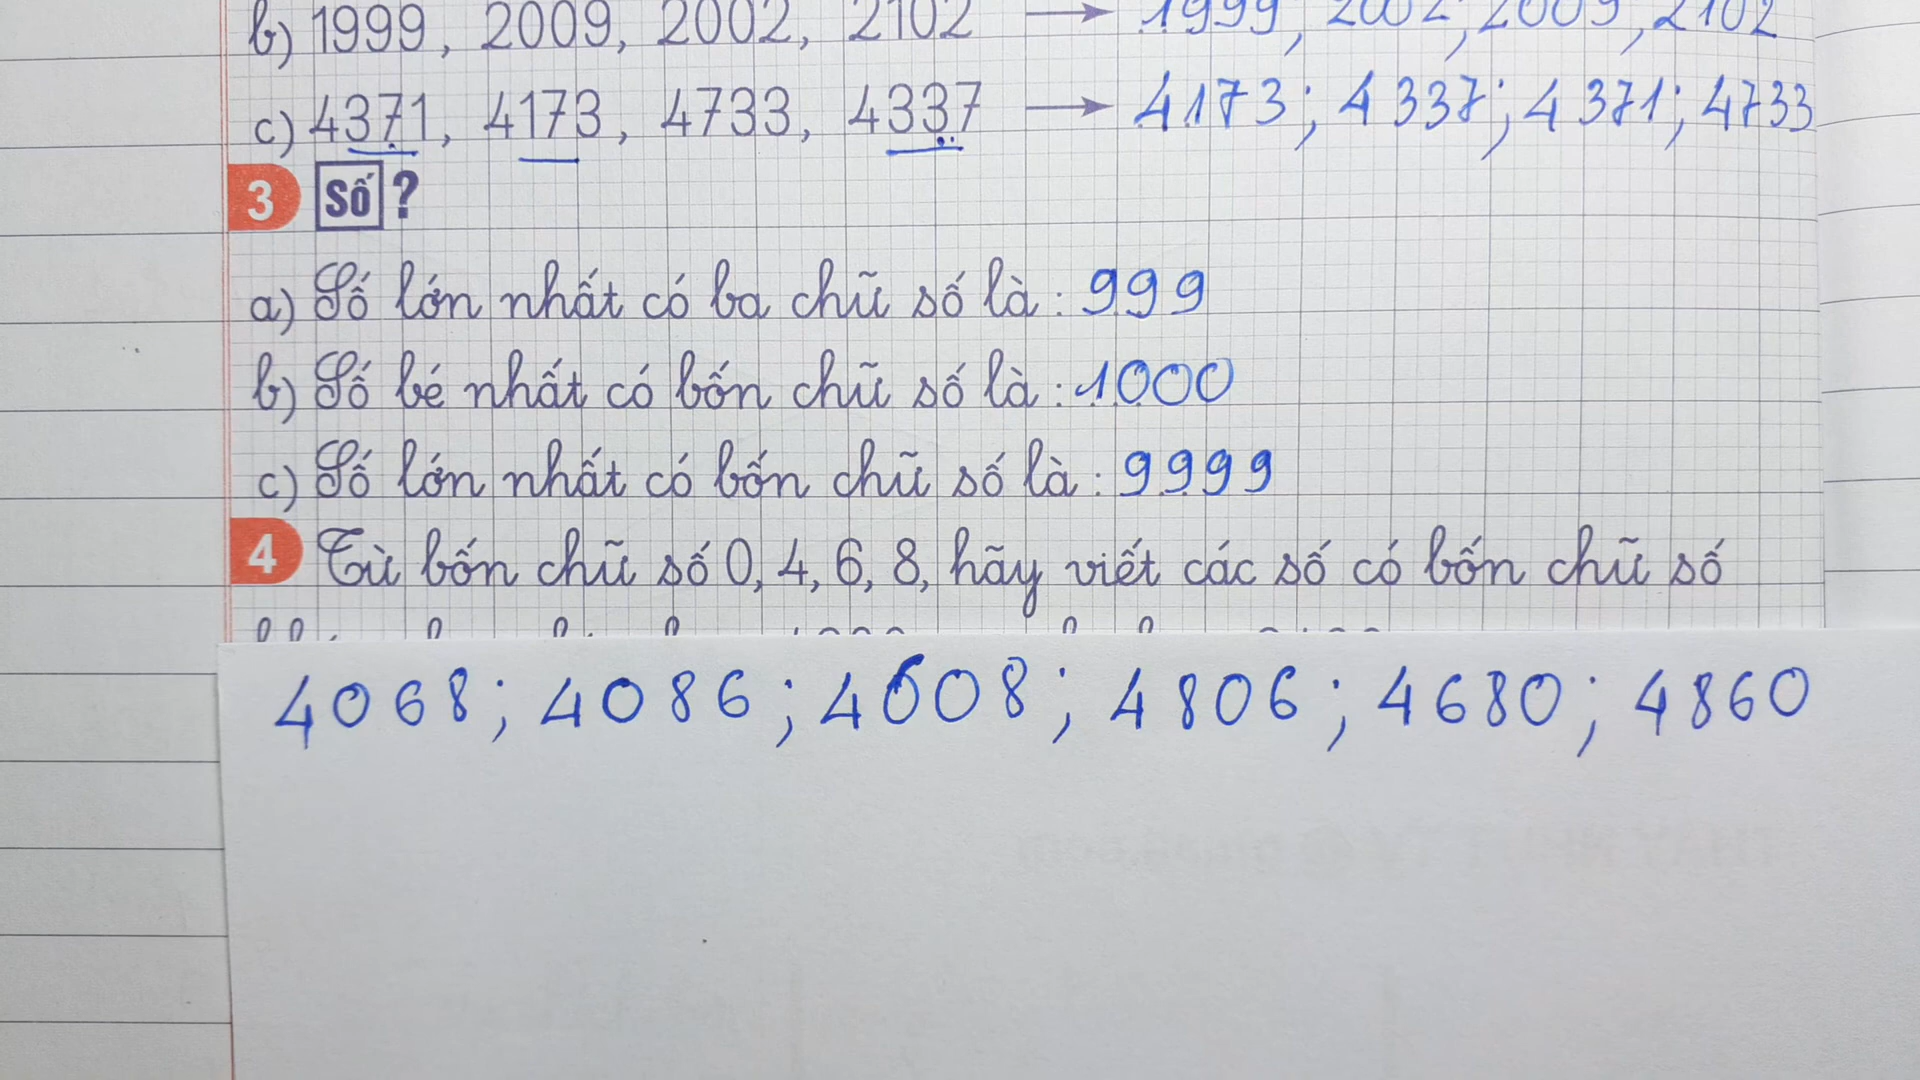 b) 1999, 2009, 2002, 2102 → 1999; 2002; 2009; 2102
c) 4371, 4173, 4733, 4337 → 4173; 4337; 4371; 4733
3 Số ?
a) Số lớn nhất có ba chữ số là: 999
b) Số bé nhất có bốn chữ số là: 1000
c) Số lớn nhất có bốn chữ số là: 9999
4 Từ bốn chữ số 0, 4, 6, 8, hãy viết các số có bốn chữ số
4068; 4086; 4608; 4806; 4680; 4860